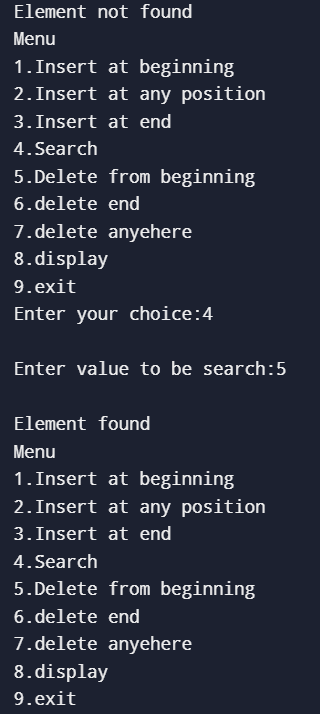 Element not found
Menu
1.Insert at beginning
2.Insert at any position
3.Insert at end
4.Search
5.Delete from beginning
6.delete end
7.delete anyehere
8.display
9.exit
Enter your choice:4
Enter value to be search:5
Element found
Menu
1.Insert at beginning
2.Insert at any position
3.Insert at end
4.Search
5.Delete from beginning
6.delete end
7.delete anyehere
8.display
9.exit